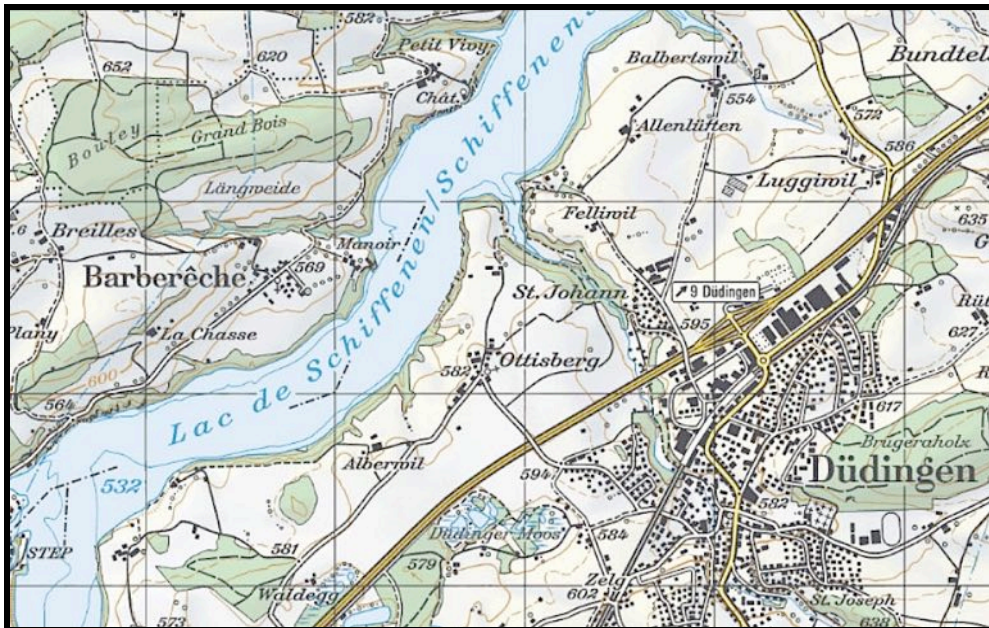 582
Petit Vivy
Chât.
620
652
Bouley
Grand Bois
Längweide
Breilles
Manoir
569
Barberêche
La Chasse
Plany
600
564
Lac de Schiffenen/Schiffenens
532
STEP
Balbertswil
554
Allenlüften
572
586
Bundtels
Luggiwil
Felliwil
635
St. Johann
9 Düdingen
595
627
582
Ottisberg
617
Alberwil
594
Brügeraholz
Düdingen
582
581
Düdinger Moos
584
579
Waldegg
573
Zelg
602
St. Joseph
638